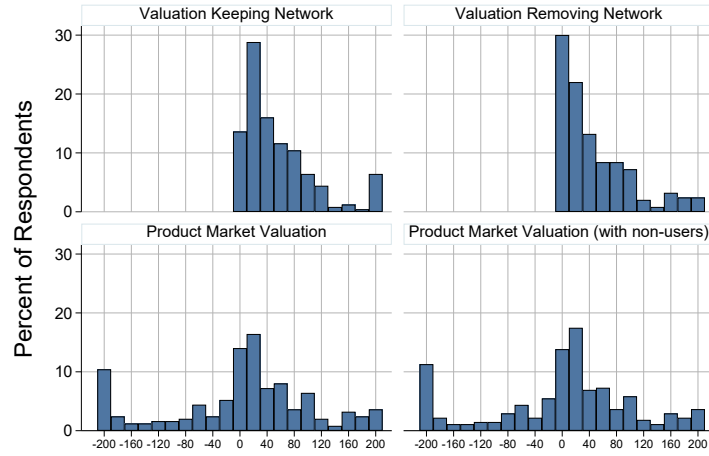 Valuation Keeping Network
Valuation Removing Network
30
20
10
0
Product Market Valuation
Product Market Valuation (with non-users)
30
20
10
0
-200 -160 -120 -80 -40 0 40 80 120 160 200
-200 -160 -120 -80 -40 0 40 80 120 160 200
Percent of Respondents